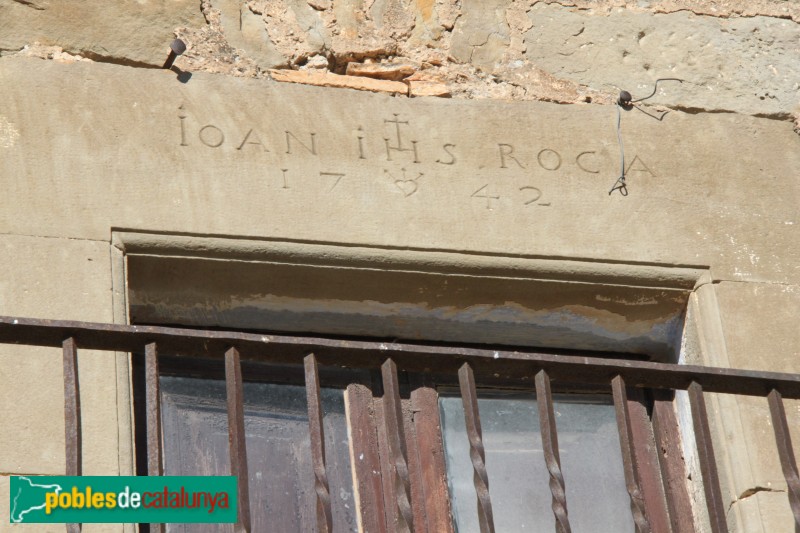 IOAN IHS ROCA
17 42
poblesdecatalunya